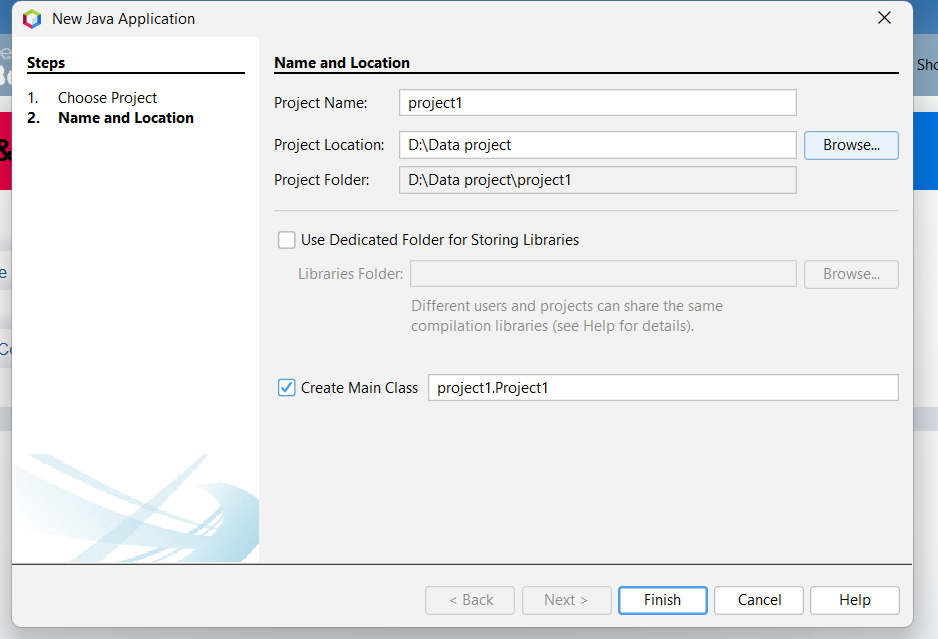 New Java Application
Steps
1. Choose Project
2. Name and Location
Name and Location
Project Name: project1
Project Location: D:\Data project Browse...
Project Folder: D:\Data project\project1
Use Dedicated Folder for Storing Libraries
Libraries Folder: Browse...
Different users and projects can share the same
compilation libraries (see Help for details).
Create Main Class project1.Project1
< Back Next > Finish Cancel Help